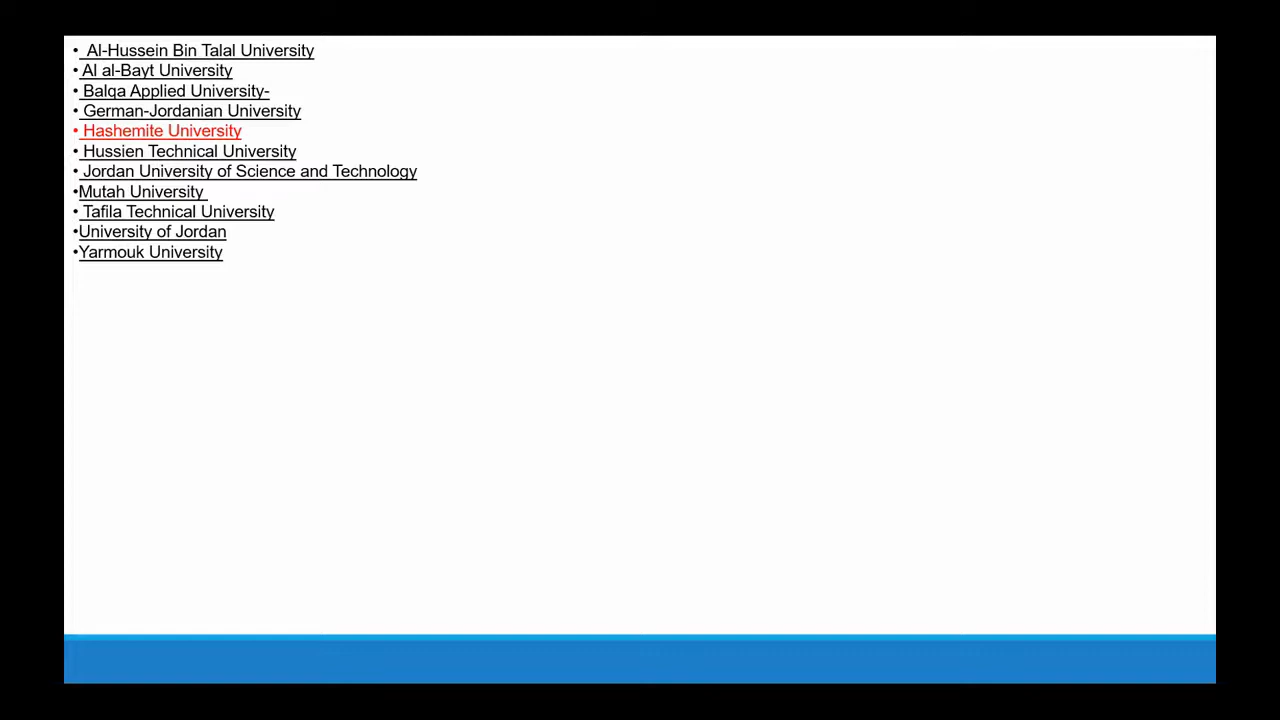 • Al-Hussein Bin Talal University
• Al al-Bayt University
• Balqa Applied University-
• German-Jordanian University
• Hashemite University
• Hussien Technical University
• Jordan University of Science and Technology
•Mutah University
• Tafila Technical University
•University of Jordan
•Yarmouk University